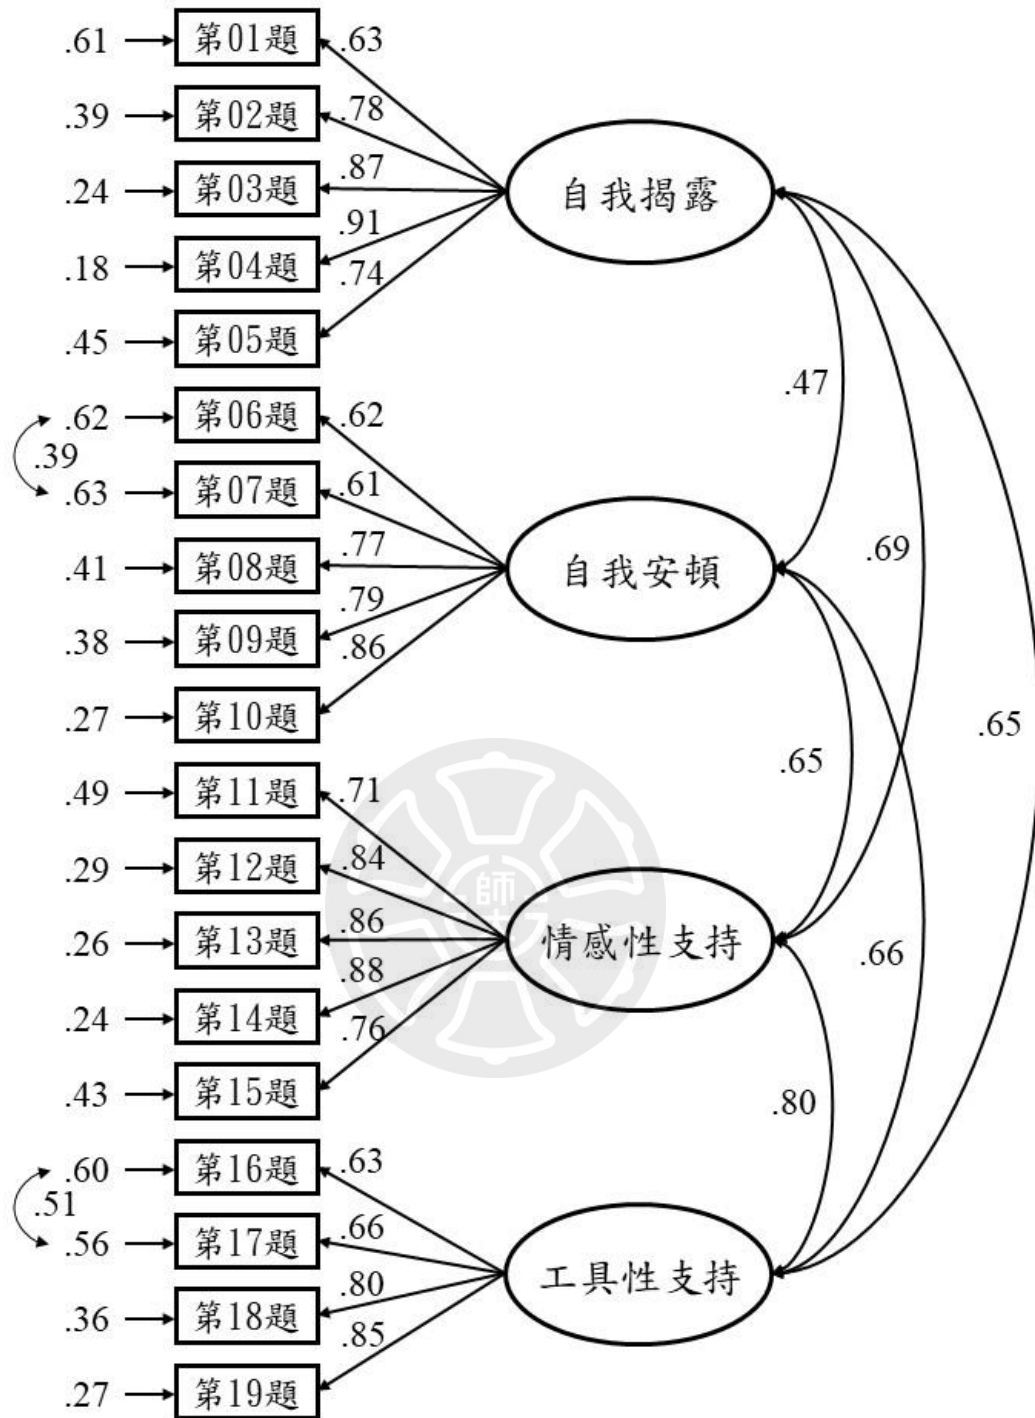 .61 第01題 .63
.39 第02題 .78
.24 第03題 .87
自我揭露
.18 第04題 .91
.45 第05題 .74
.47
.62 第06題 .62
.39
.63 第07題 .61
.41 第08題 .77
自我安頓
.69
.38 第09題 .79
.27 第10題 .86
.65
.65
.49 第11題 .71
.29 第12題 .84
師
.26 第13題 .86
情感性支持
.66
.24 第14題 .88
.43 第15題 .76
.80
.60 第16題 .63
.51
.56 第17題 .66
工具性支持
.36 第18題 .80
.27 第19題 .85